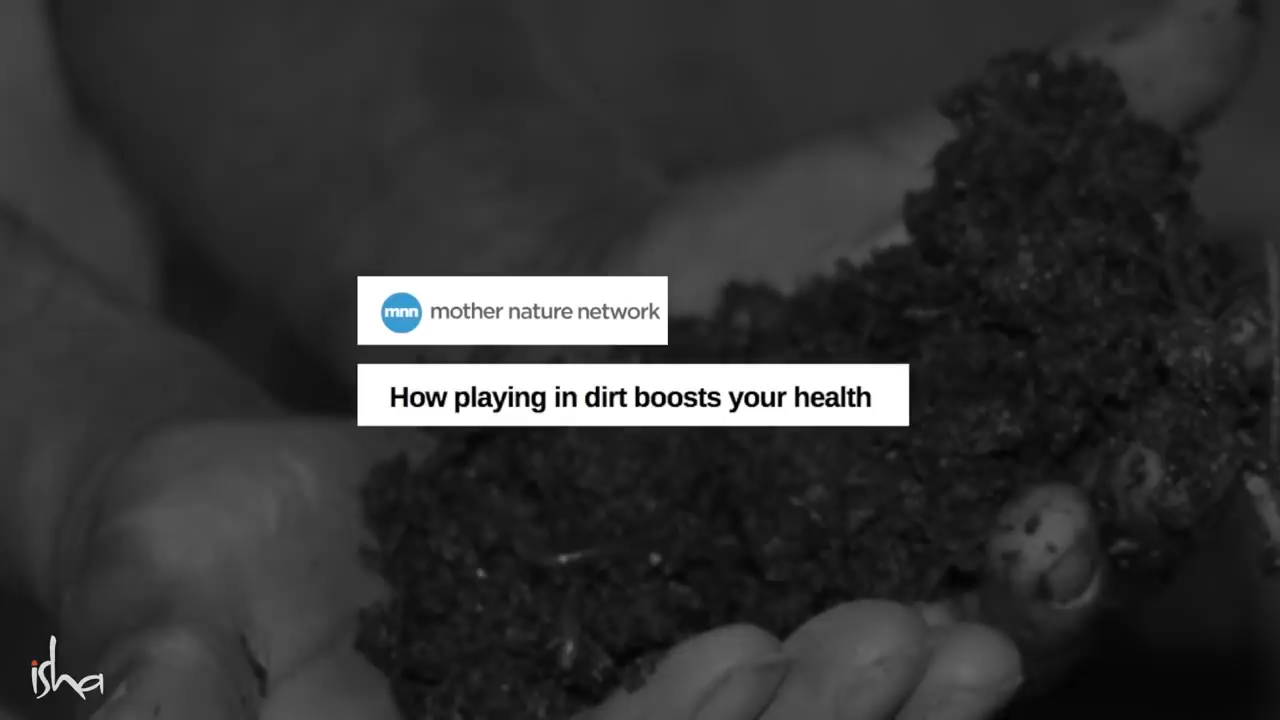 mnn mother nature network
How playing in dirt boosts your health
isha